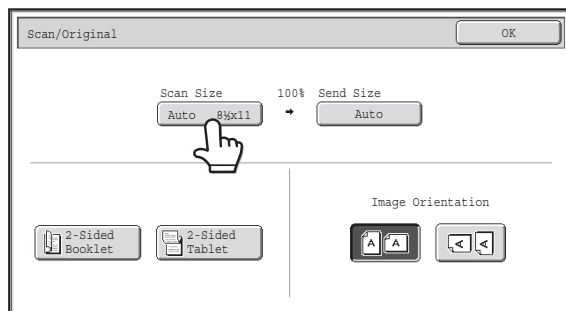 Scan/Original
OK
Scan Size 100% Send Size
Auto 8½x11 Auto
Image Orientation
2-Sided Booklet
2-Sided Tablet
A A A A